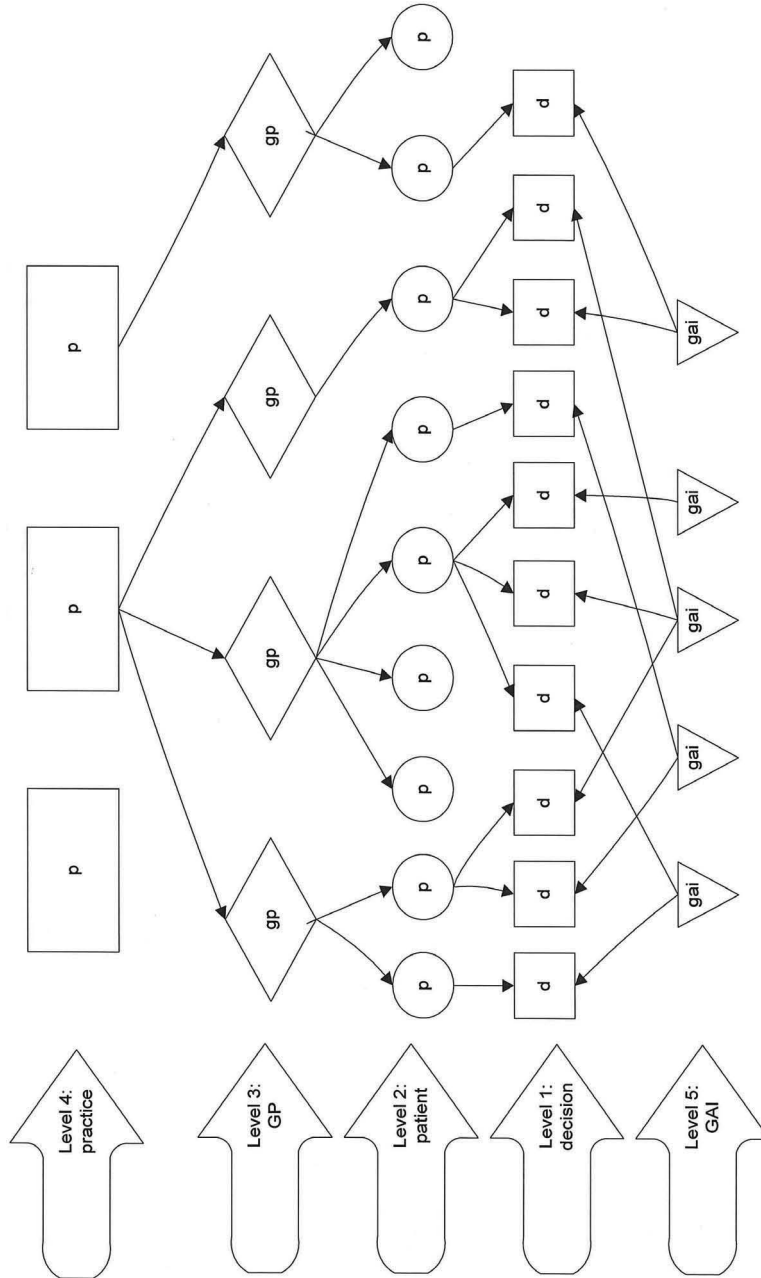 Level 4:
practice
p
p
p
Level 3:
GP
gp
gp
gp
gp
Level 2:
patient
p
p
p
p
p
p
p
p
p
Level 1:
decision
d
d
d
d
d
d
d
d
d
d
Level 5:
GAI
gai
gai
gai
gai
gai